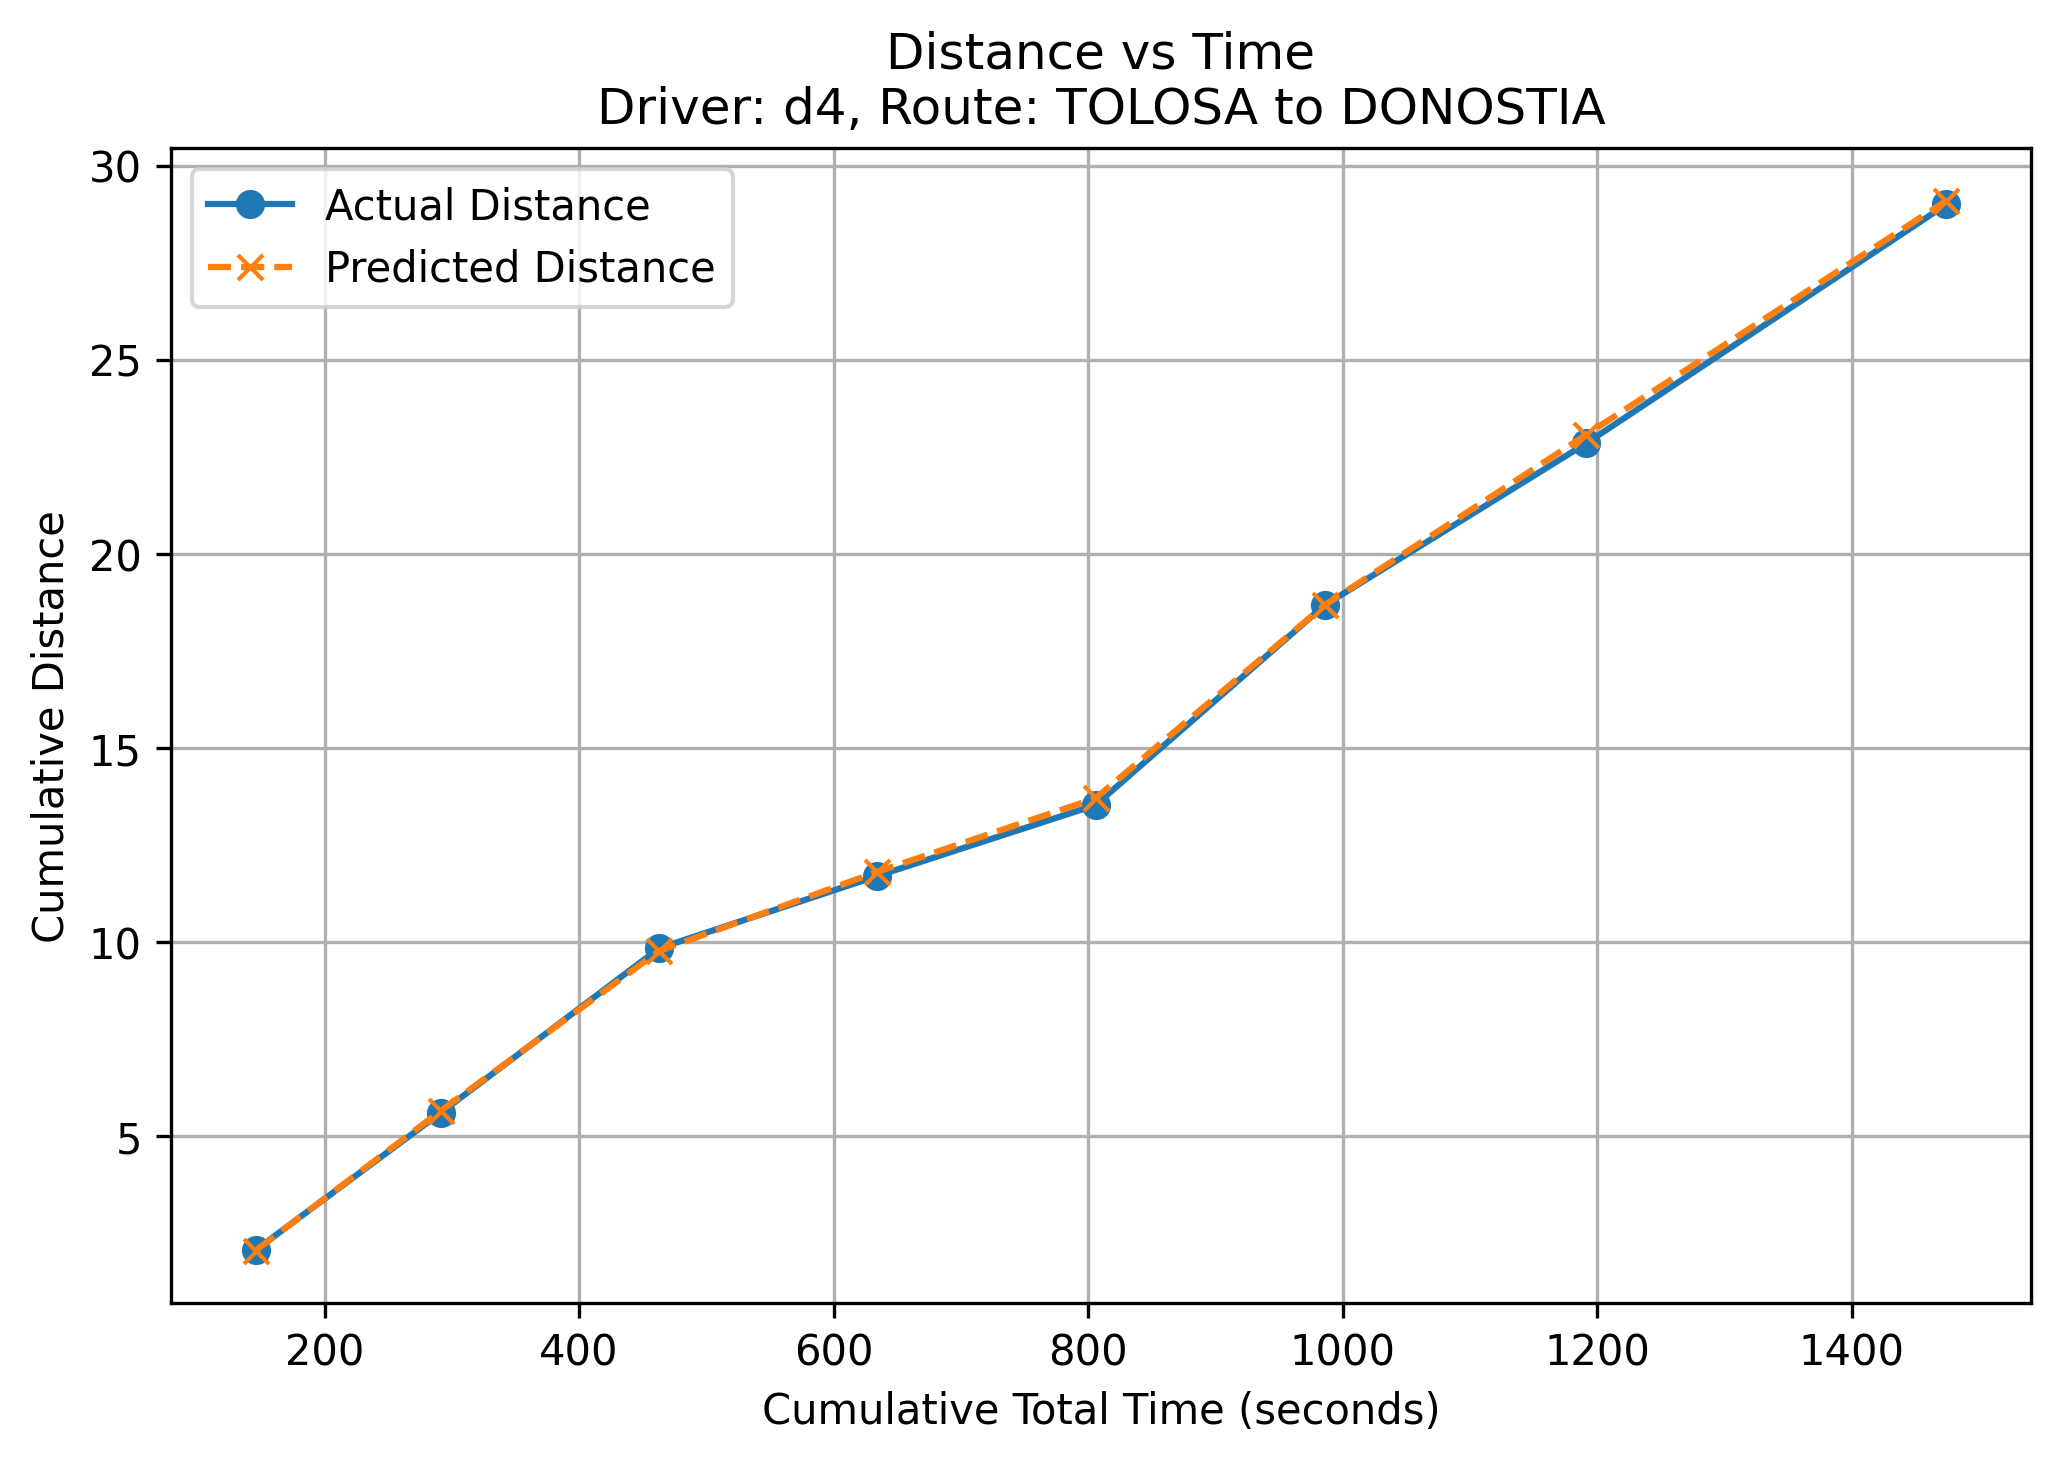 Distance vs Time
Driver: d4, Route: TOLOSA to DONOSTIA
Actual Distance
Predicted Distance
30
25
20
15
10
5
Cumulative Distance
200 400 600 800 1000 1200 1400
Cumulative Total Time (seconds)